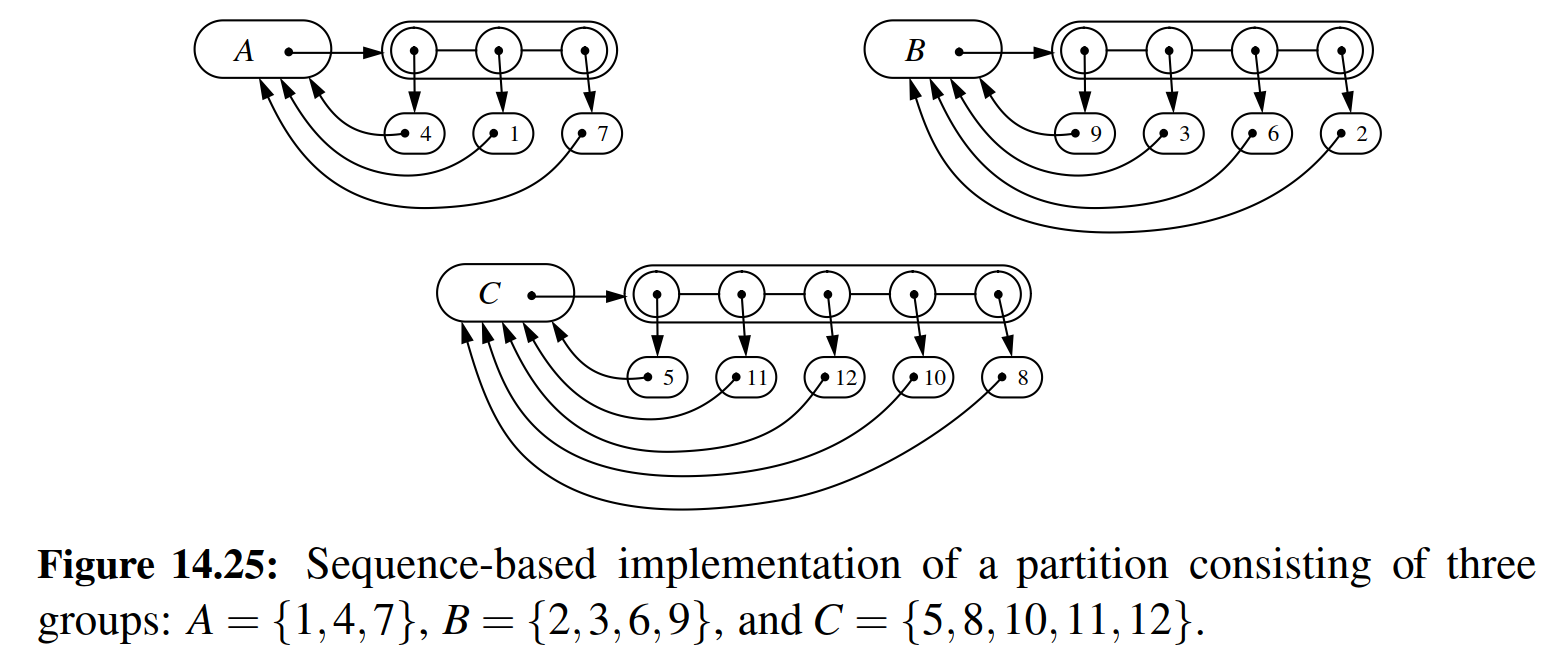 A
4 1 7
B
9 3 6 2
C
5 11 12 10 8
Figure 14.25: Sequence-based implementation of a partition consisting of three
groups: A = {1,4,7}, B = {2,3,6,9}, and C = {5,8,10,11,12}.